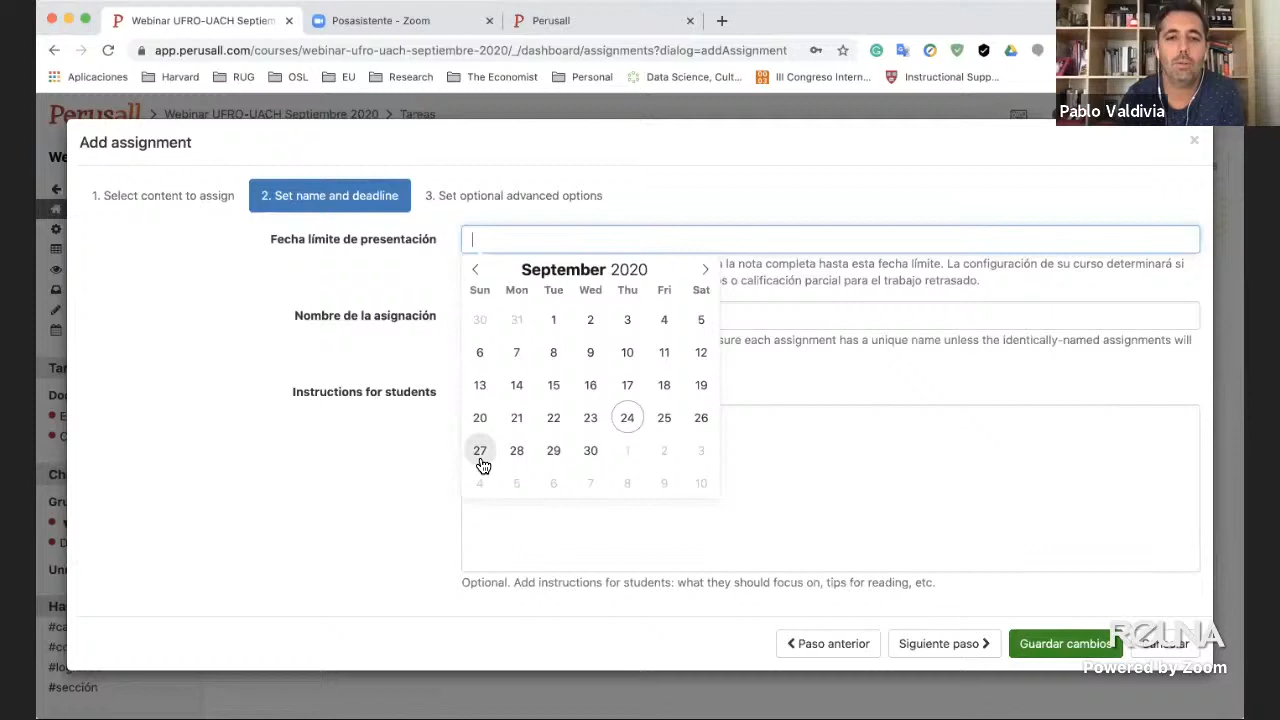 Webinar UFRO-UACH Septiem
Posasistente - Zoom
Perusall
app.perusall.com/courses/webinar-ufro-uach-septiembre-2020/_/dashboard/assignments?dialog=addAssignment
Aplicaciones
Harvard
RUG
OSL
EU
Research
The Economist
Personal
Data Science, Cult...
III Congreso Intern...
Instructional Supp...
Pablo Valdivia
Perusall > Webinar UFRO-UACH Septiembre 2020 > Tareas
Add assignment
1. Select content to assign
2. Set name and deadline
3. Set optional advanced options
Fecha límite de presentación
la nota completa hasta esta fecha límite. La configuración de su curso determinará si
o calificación parcial para el trabajo retrasado.
September 2020
Sun Mon Tue Wed Thu Fri Sat
30 31 1 2 3 4 5
6 7 8 9 10 11 12
13 14 15 16 17 18 19
20 21 22 23 24 25 26
27 28 29 30 1 2 3
4 5 6 7 8 9 10
Nombre de la asignación
sure each assignment has a unique name unless the identically-named assignments will
Instructions for students
Optional. Add instructions for students: what they should focus on, tips for reading, etc.
Paso anterior
Siguiente paso
Guardar cambios
Cancelar
#sección
Powered by Zoom